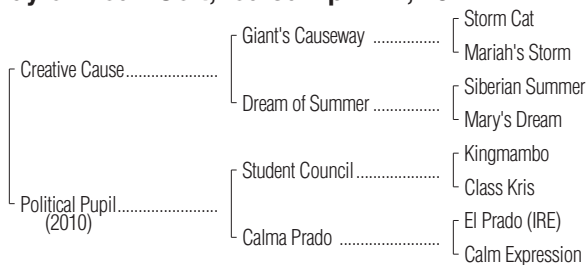 Storm Cat
Giant's Causeway ................
Mariah's Storm
Creative Cause......................
Siberian Summer
Dream of Summer ................
Mary's Dream
Kingmambo
Student Council....................
Class Kris
Political Pupil........................
(2010)
El Prado (IRE)
Calma Prado ........................
Calm Expression